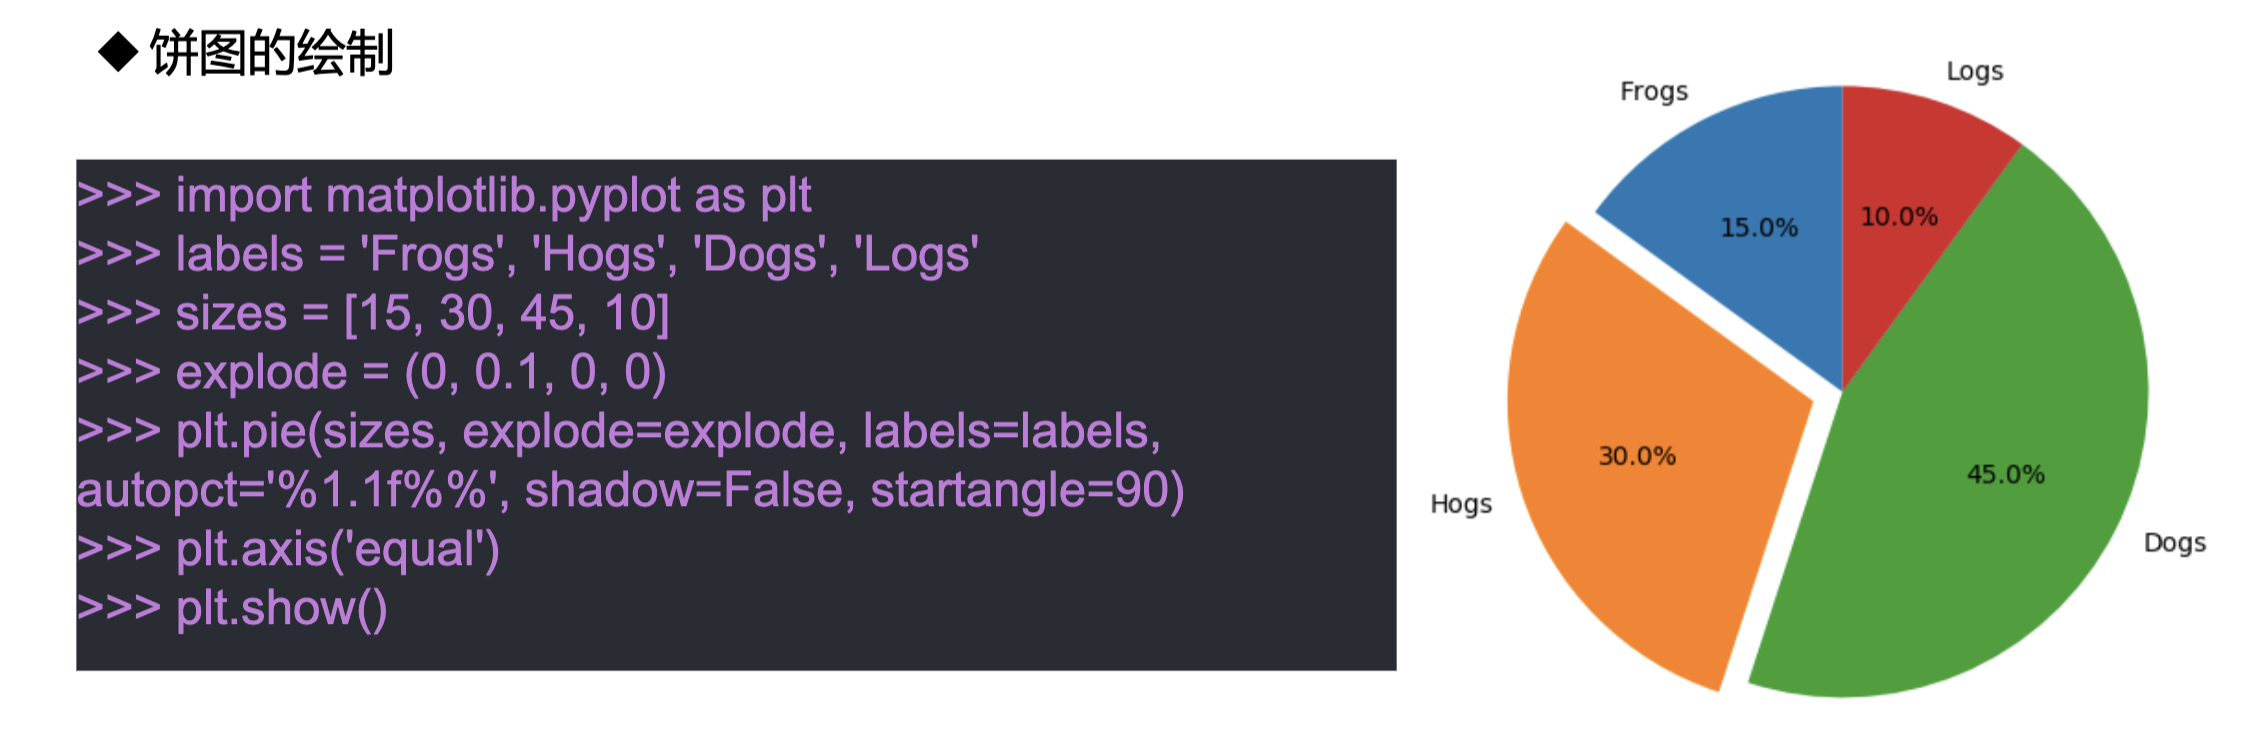 ◆ 饼图的绘制
>>> import matplotlib.pyplot as plt
>>> labels = 'Frogs', 'Hogs', 'Dogs', 'Logs'
>>> sizes = [15, 30, 45, 10]
>>> explode = (0, 0.1, 0, 0)
>>> plt.pie(sizes, explode=explode, labels=labels,
autopct='%1.1f%%', shadow=False, startangle=90)
>>> plt.axis('equal')
>>> plt.show()
Logs
Frogs
10.0%
15.0%
30.0%
45.0%
Hogs
Dogs